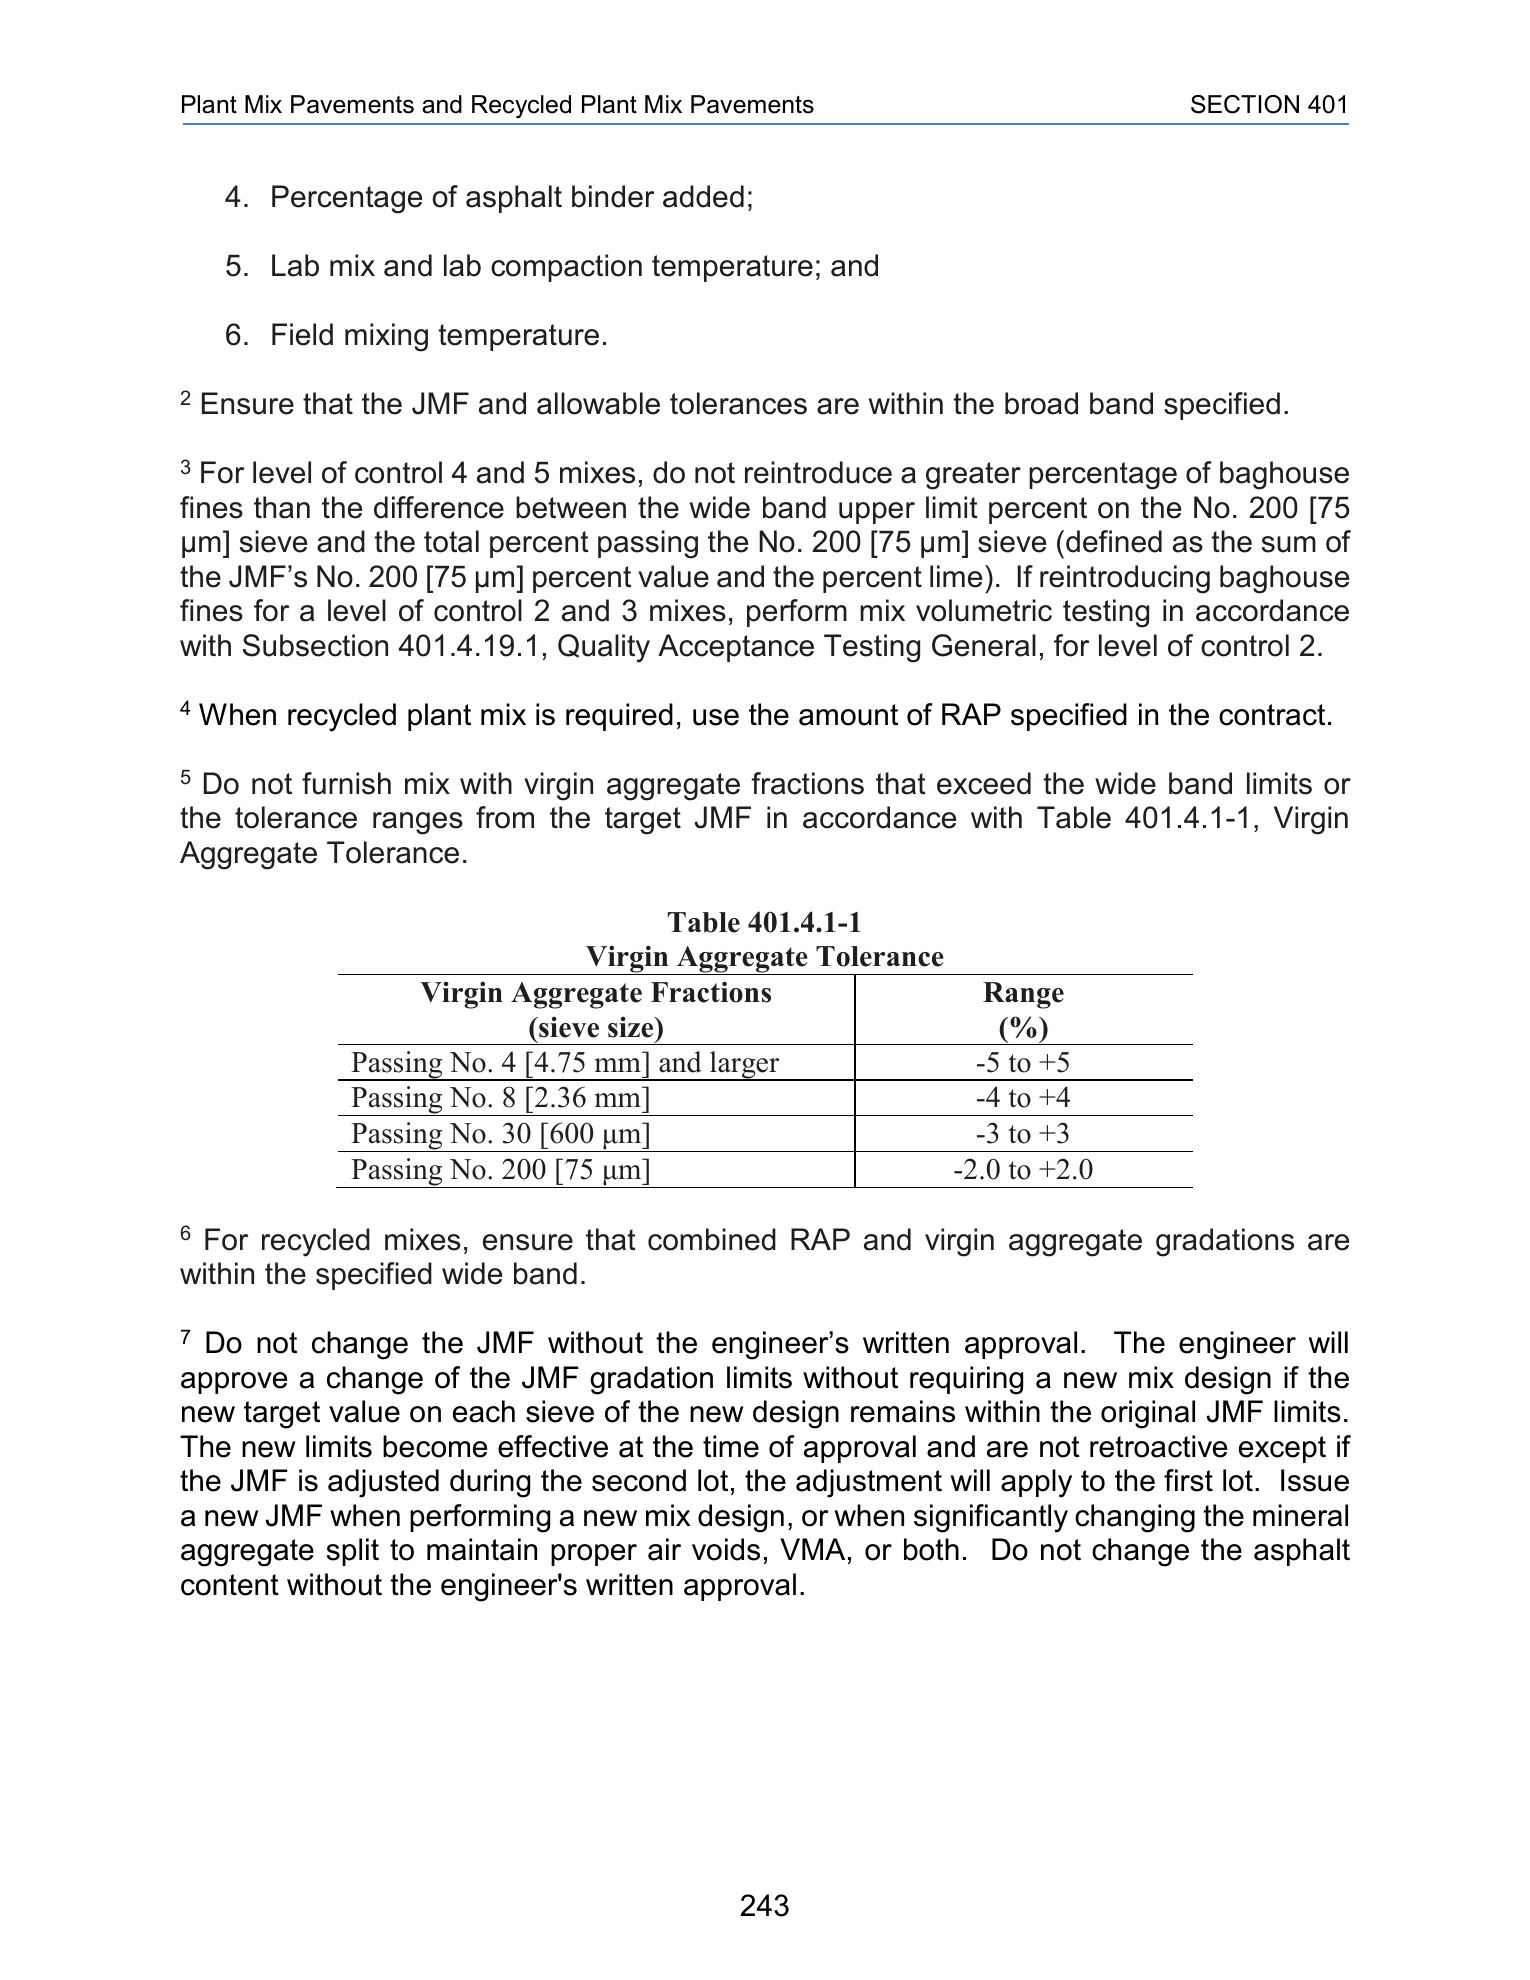 Plant Mix Pavements and Recycled Plant Mix Pavements SECTION 401
4. Percentage of asphalt binder added;
5. Lab mix and lab compaction temperature; and
6. Field mixing temperature.
2 Ensure that the JMF and allowable tolerances are within the broad band specified.
3 For level of control 4 and 5 mixes, do not reintroduce a greater percentage of baghouse
fines than the difference between the wide band upper limit percent on the No. 200 [75
µm] sieve and the total percent passing the No. 200 [75 µm] sieve (defined as the sum of
the JMF’s No. 200 [75 µm] percent value and the percent lime). If reintroducing baghouse
fines for a level of control 2 and 3 mixes, perform mix volumetric testing in accordance
with Subsection 401.4.19.1, Quality Acceptance Testing General, for level of control 2.
4 When recycled plant mix is required, use the amount of RAP specified in the contract.
5 Do not furnish mix with virgin aggregate fractions that exceed the wide band limits or
the tolerance ranges from the target JMF in accordance with Table 401.4.1-1, Virgin
Aggregate Tolerance.
Table 401.4.1-1
Virgin Aggregate Tolerance
Virgin Aggregate Fractions Range
(sieve size) (%)
Passing No. 4 [4.75 mm] and larger -5 to +5
Passing No. 8 [2.36 mm] -4 to +4
Passing No. 30 [600 µm] -3 to +3
Passing No. 200 [75 µm] -2.0 to +2.0
6 For recycled mixes, ensure that combined RAP and virgin aggregate gradations are
within the specified wide band.
7 Do not change the JMF without the engineer’s written approval. The engineer will
approve a change of the JMF gradation limits without requiring a new mix design if the
new target value on each sieve of the new design remains within the original JMF limits.
The new limits become effective at the time of approval and are not retroactive except if
the JMF is adjusted during the second lot, the adjustment will apply to the first lot. Issue
a new JMF when performing a new mix design, or when significantly changing the mineral
aggregate split to maintain proper air voids, VMA, or both. Do not change the asphalt
content without the engineer's written approval.
243